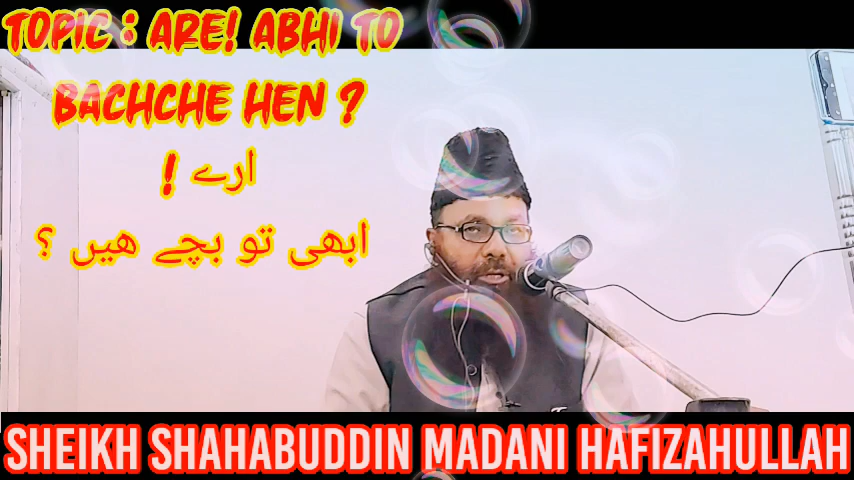 TOPIC : ARE! ABHI TO
BACHCHE HEN ?
ارے !
ابھی تو بچے ھیں ؟
SHEIKH SHAHABUDDIN MADANI HAFIZAHULLAH